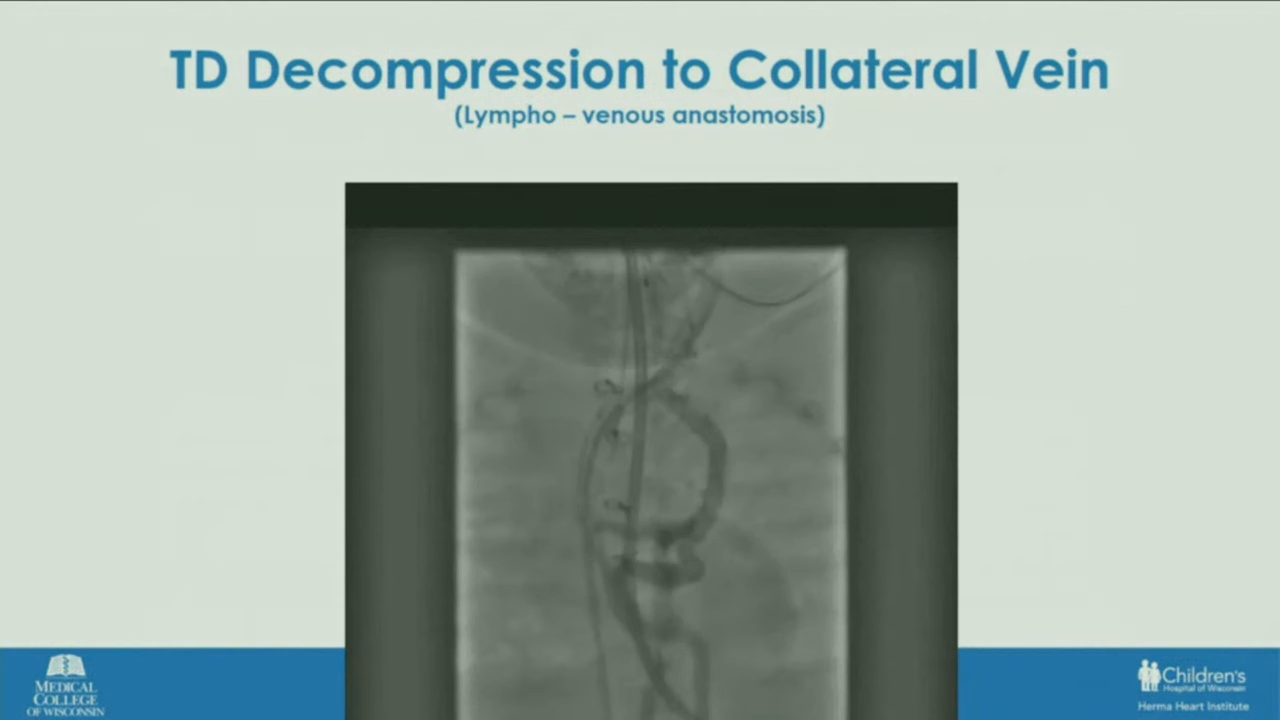 TD Decompression to Collateral Vein
(Lympho – venous anastomosis)
MEDICAL
COLLEGE
OF WISCONSIN
Children's
Hospital of Wisconsin
Herma Heart Institute